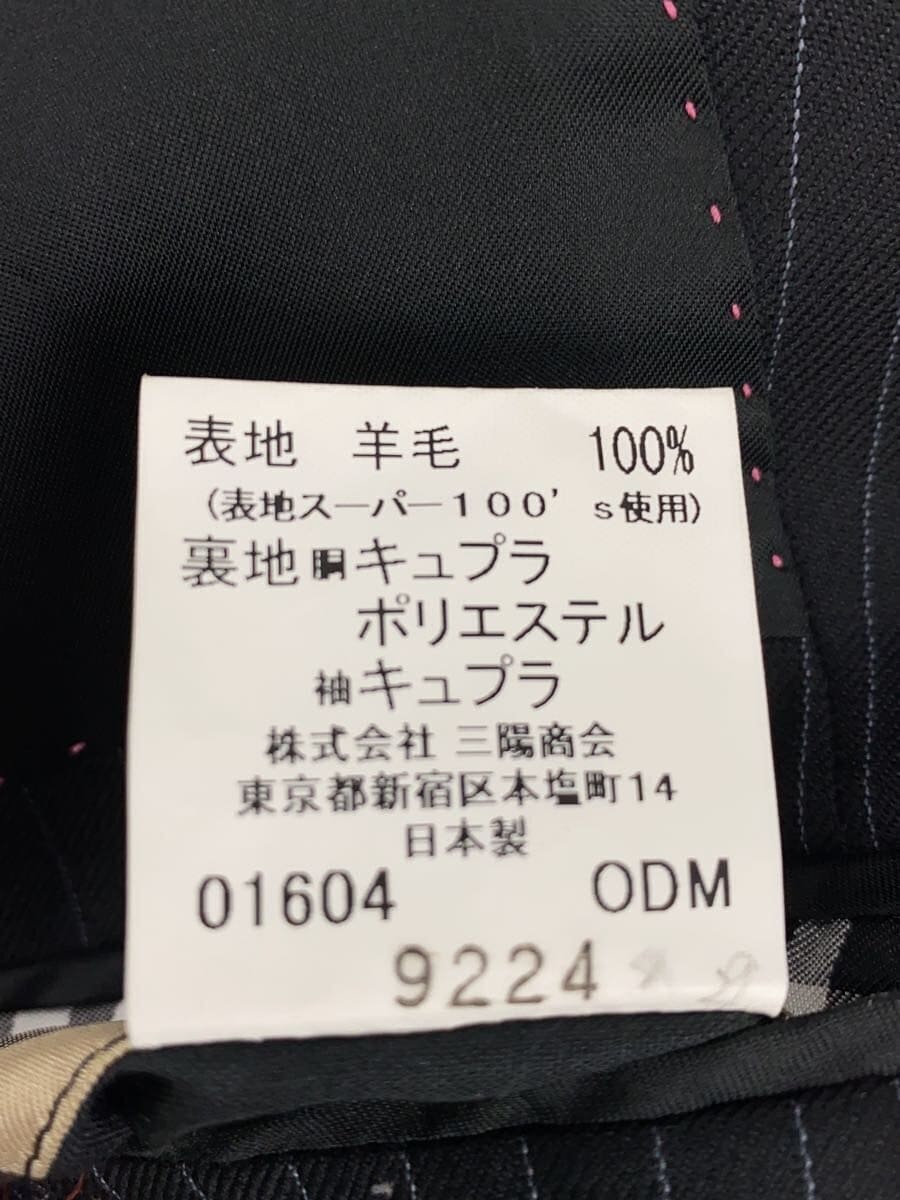 表地 羊毛 100%
(表地スーパー100's使用)
裏地 胴キュプラ
ポリエステル
袖キュプラ
株式会社 三陽商会
東京都新宿区本塩町14
日本製
01604 ODM
9224